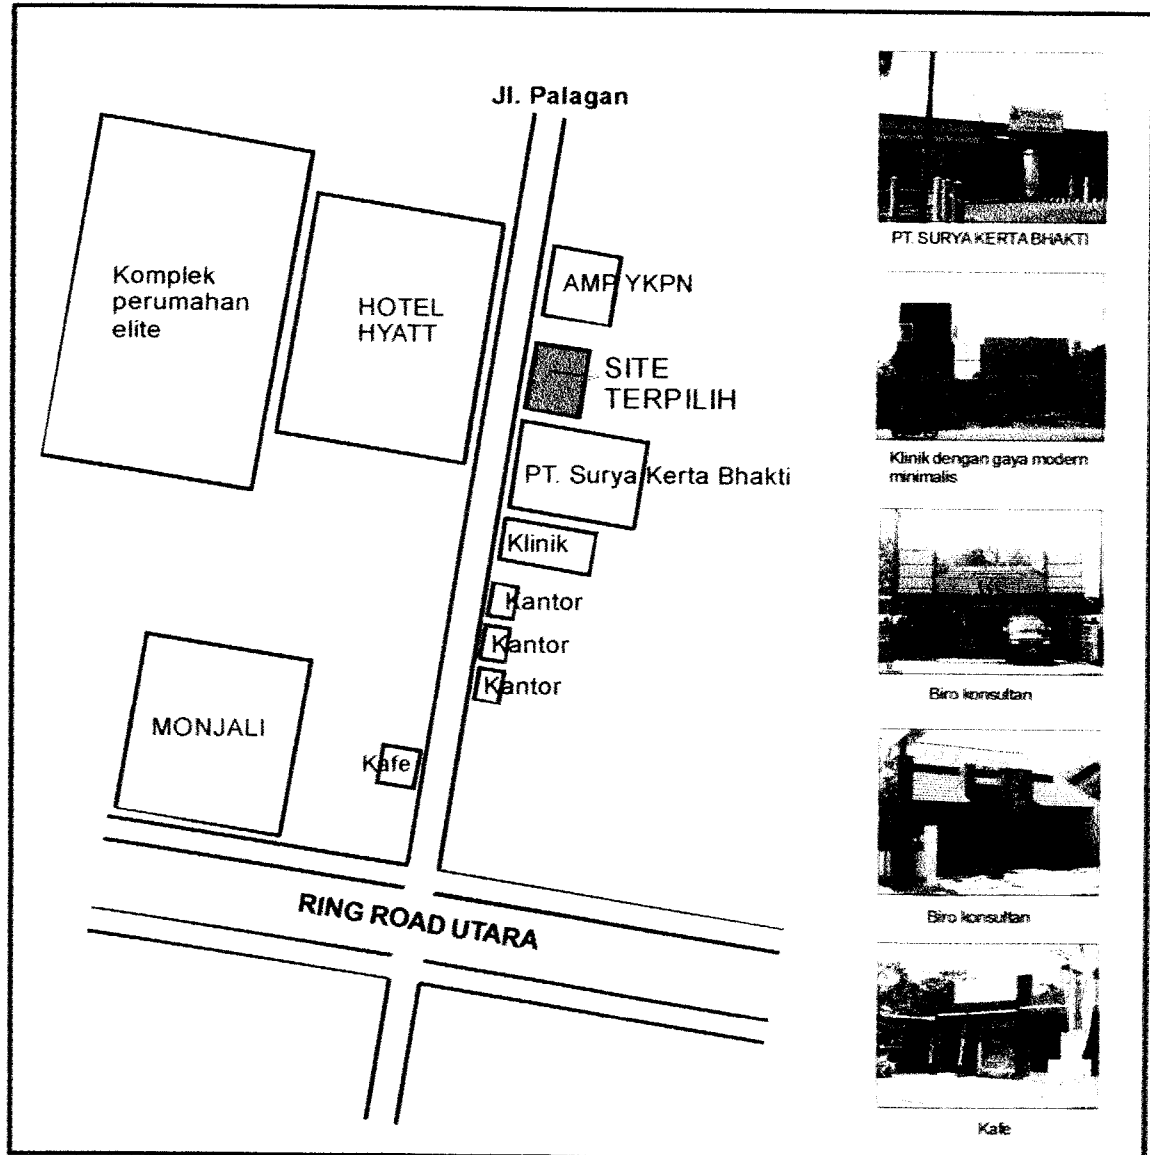 Jl. Palagan
Komplek
perumahan
elite
HOTEL
HYATT
AMP YKPN
SITE
TERPILIH
PT. Surya Kerta Bhakti
Klinik
Kantor
Kantor
Kantor
MONJALI
Kafe
RING ROAD UTARA
PT. SURYA KERTA BHAKTI
Klinik dengan gaya modern
minimalis
Biro konsultan
Biro konsultan
Kafe